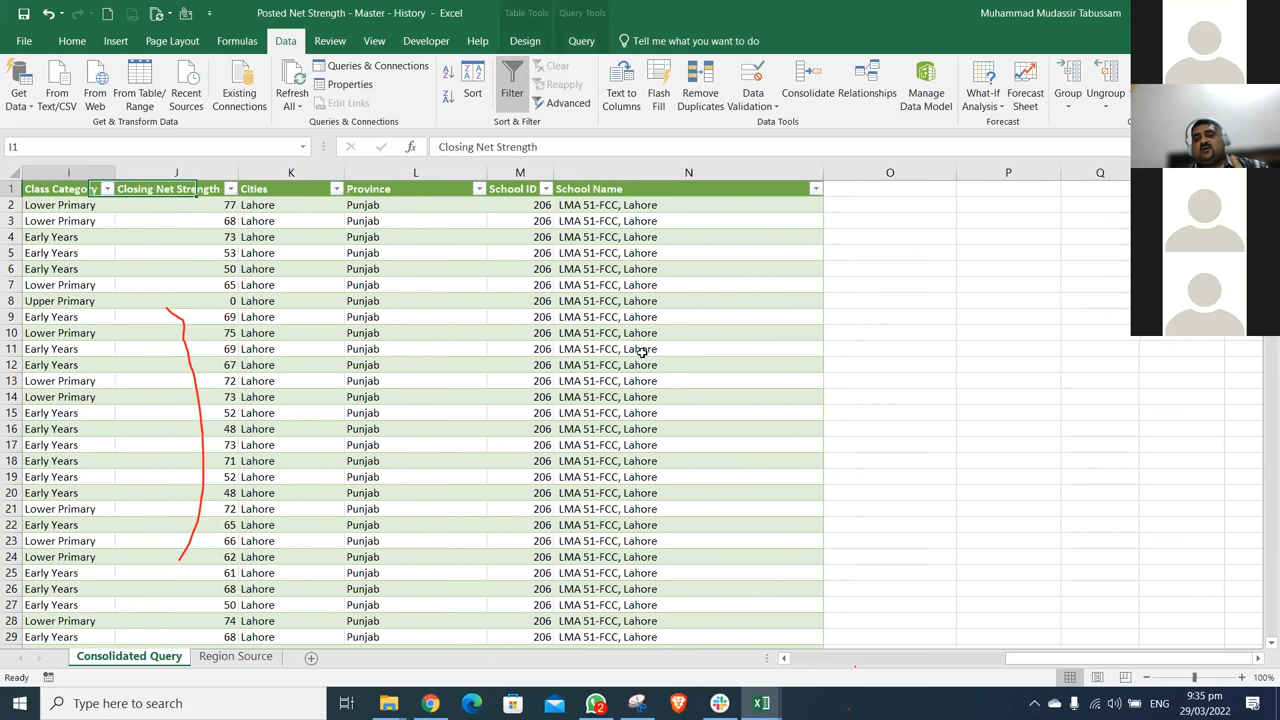 Posted Net Strength - Master - History - Excel
Table Tools
Query Tools
Muhammad Mudassir Tabussam
File Home Insert Page Layout Formulas Data Review View Developer Help Design Query Tell me what you want to do
Get Data
From Text/CSV
From Web
From Table/Range
Recent Sources
Existing Connections
Get & Transform Data
Refresh All
Queries & Connections
Properties
Edit Links
Queries & Connections
Sort
Filter
Clear
Reapply
Advanced
Sort & Filter
Text to Columns
Flash Fill
Remove Duplicates
Data Validation
Consolidate
Relationships
Manage Data Model
Data Tools
What-If Analysis
Forecast Sheet
Forecast
Group
Ungroup
I1
fx
Closing Net Strength
I J K L M N O P Q
1 Class Category Closing Net Strength Cities Province School ID School Name
2 Lower Primary 77 Lahore Punjab 206 LMA 51-FCC, Lahore
3 Lower Primary 68 Lahore Punjab 206 LMA 51-FCC, Lahore
4 Early Years 73 Lahore Punjab 206 LMA 51-FCC, Lahore
5 Early Years 53 Lahore Punjab 206 LMA 51-FCC, Lahore
6 Early Years 50 Lahore Punjab 206 LMA 51-FCC, Lahore
7 Lower Primary 65 Lahore Punjab 206 LMA 51-FCC, Lahore
8 Upper Primary 0 Lahore Punjab 206 LMA 51-FCC, Lahore
9 Early Years 69 Lahore Punjab 206 LMA 51-FCC, Lahore
10 Lower Primary 75 Lahore Punjab 206 LMA 51-FCC, Lahore
11 Early Years 69 Lahore Punjab 206 LMA 51-FCC, Lahore
12 Early Years 67 Lahore Punjab 206 LMA 51-FCC, Lahore
13 Lower Primary 72 Lahore Punjab 206 LMA 51-FCC, Lahore
14 Lower Primary 73 Lahore Punjab 206 LMA 51-FCC, Lahore
15 Early Years 52 Lahore Punjab 206 LMA 51-FCC, Lahore
16 Early Years 48 Lahore Punjab 206 LMA 51-FCC, Lahore
17 Early Years 73 Lahore Punjab 206 LMA 51-FCC, Lahore
18 Early Years 71 Lahore Punjab 206 LMA 51-FCC, Lahore
19 Early Years 52 Lahore Punjab 206 LMA 51-FCC, Lahore
20 Early Years 48 Lahore Punjab 206 LMA 51-FCC, Lahore
21 Lower Primary 72 Lahore Punjab 206 LMA 51-FCC, Lahore
22 Early Years 65 Lahore Punjab 206 LMA 51-FCC, Lahore
23 Lower Primary 66 Lahore Punjab 206 LMA 51-FCC, Lahore
24 Lower Primary 62 Lahore Punjab 206 LMA 51-FCC, Lahore
25 Early Years 61 Lahore Punjab 206 LMA 51-FCC, Lahore
26 Early Years 68 Lahore Punjab 206 LMA 51-FCC, Lahore
27 Early Years 50 Lahore Punjab 206 LMA 51-FCC, Lahore
28 Lower Primary 74 Lahore Punjab 206 LMA 51-FCC, Lahore
29 Early Years 68 Lahore Punjab 206 LMA 51-FCC, Lahore
Consolidated Query Region Source
Ready
100%
Type here to search
2
ENG
9:35 pm
29/03/2022